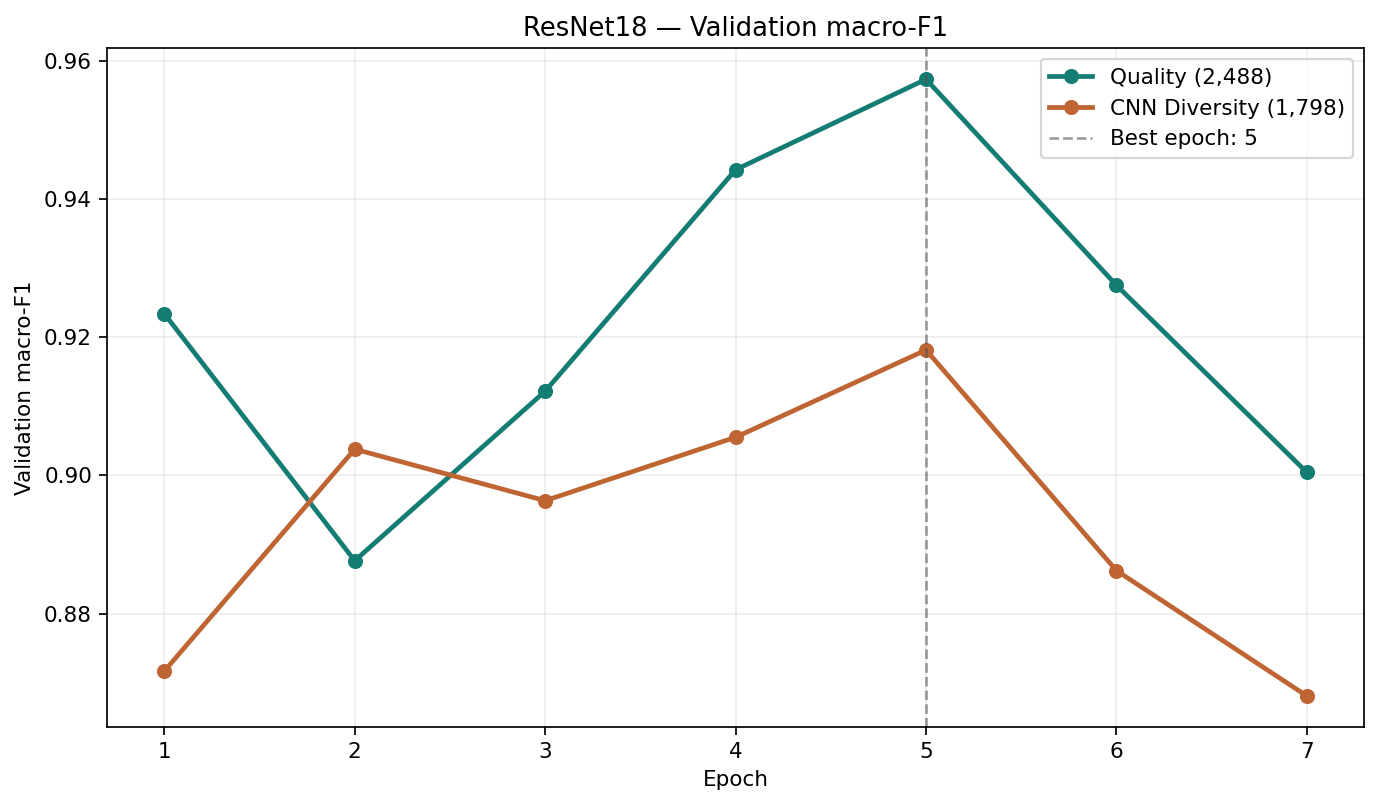 ResNet18 — Validation macro-F1
Quality (2,488)
CNN Diversity (1,798)
Best epoch: 5
Validation macro-F1
0.96
0.94
0.92
0.90
0.88
1 2 3 4 5 6 7
Epoch